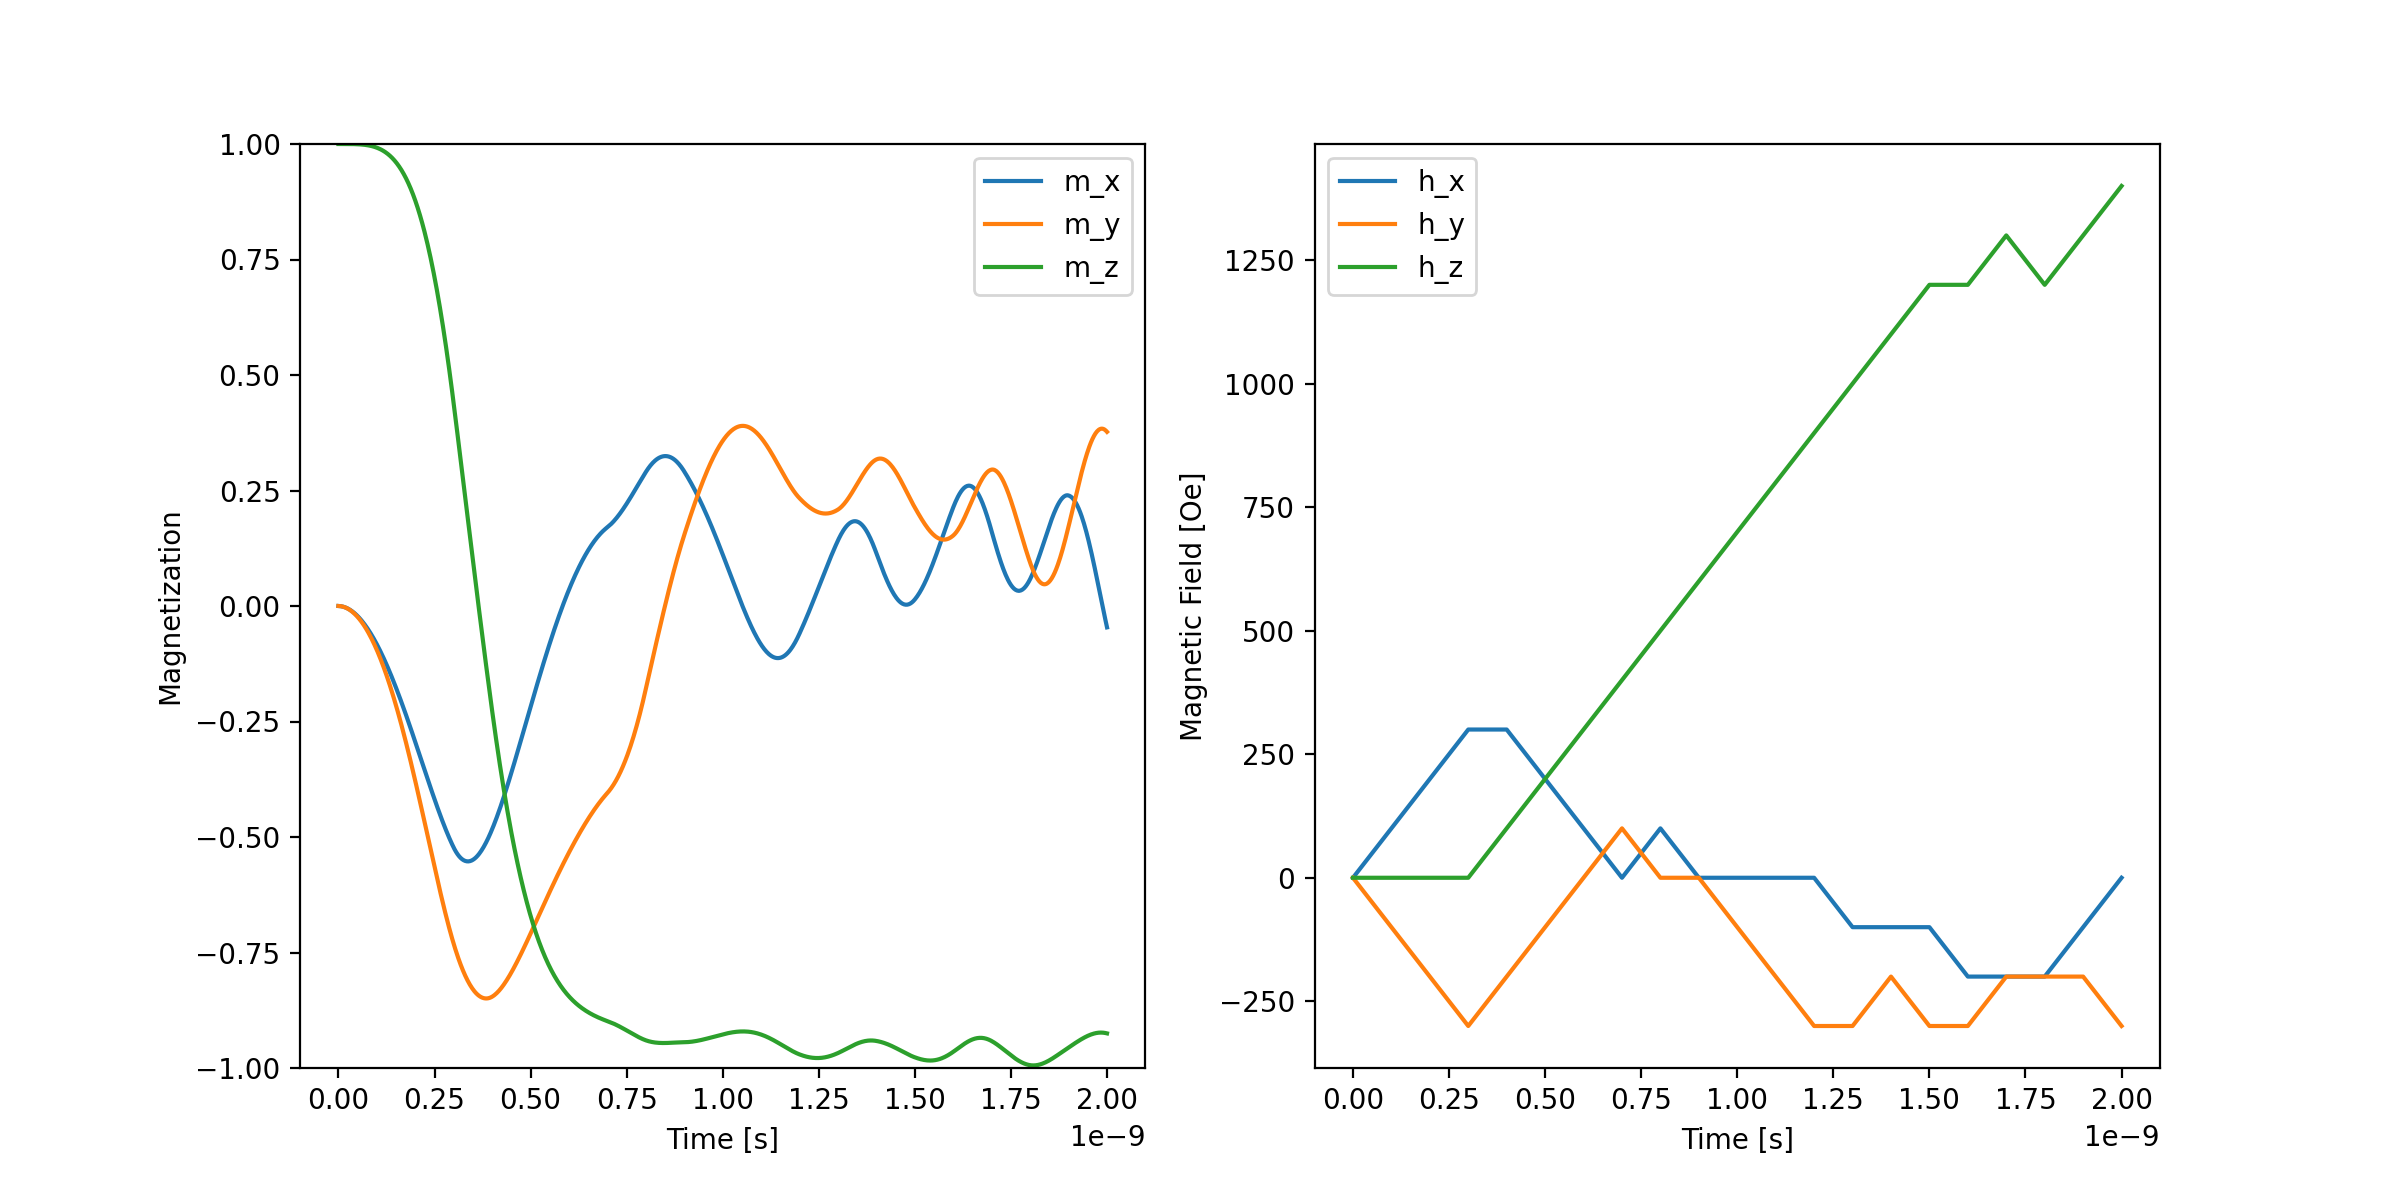 Magnetization
1.00
0.75
0.50
0.25
0.00
−0.25
−0.50
−0.75
−1.00
m_x
m_y
m_z
0.00 0.25 0.50 0.75 1.00 1.25 1.50 1.75 2.00
Time [s]
1e−9
Magnetic Field [Oe]
1250
1000
750
500
250
0
−250
h_x
h_y
h_z
0.00 0.25 0.50 0.75 1.00 1.25 1.50 1.75 2.00
Time [s]
1e−9